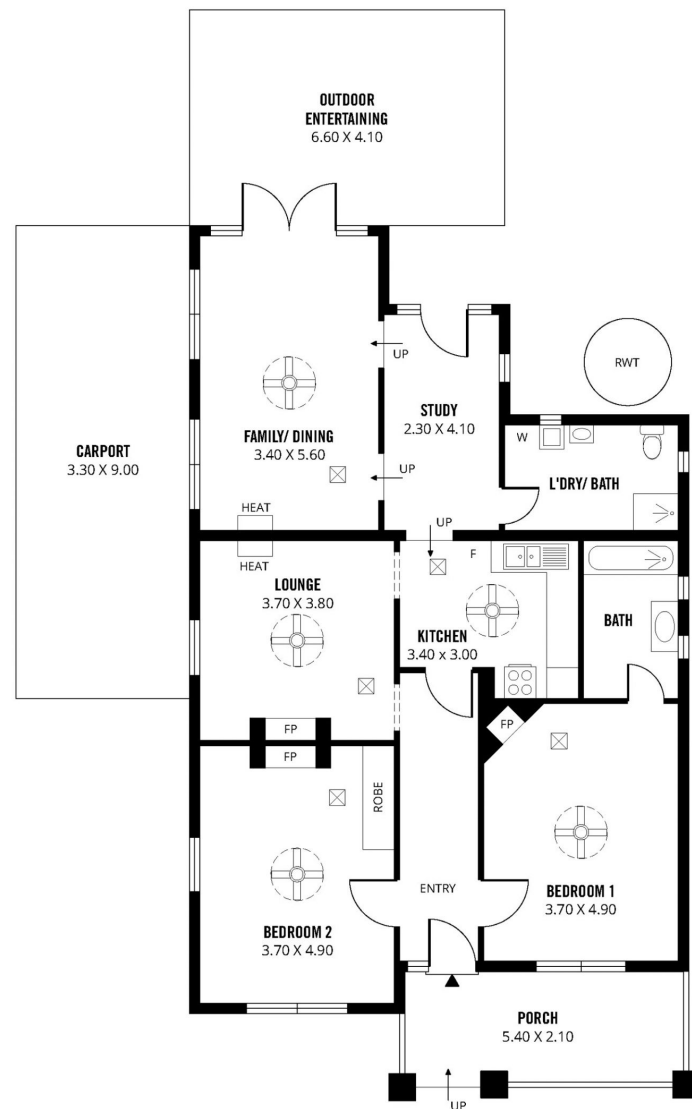 OUTDOOR
ENTERTAINING
6.60 X 4.10
CARPORT
3.30 X 9.00
FAMILY/ DINING
3.40 X 5.60
HEAT
UP
UP
STUDY
2.30 X 4.10
UP
RWT
W
L'DRY/ BATH
HEAT
LOUNGE
3.70 X 3.80
FP
F
KITCHEN
3.40 x 3.00
BATH
FP
ROBE
BEDROOM 2
3.70 X 4.90
ENTRY
FP
BEDROOM 1
3.70 X 4.90
PORCH
5.40 X 2.10
UP